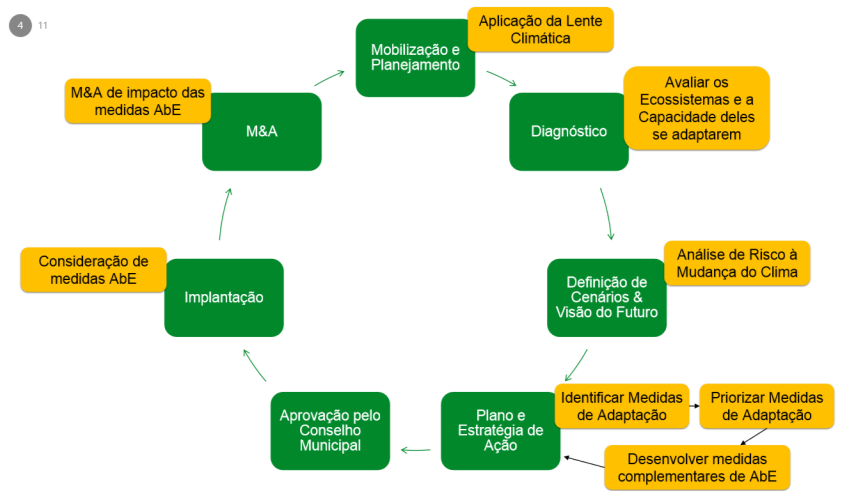 4
11
Mobilização e
Planejamento
Aplicação da Lente
Climática
Diagnóstico
Avaliar os
Ecossistemas e a
Capacidade deles
se adaptarem
Definição de
Cenários &
Visão do Futuro
Análise de Risco à
Mudança do Clima
Plano e
Estratégia de
Ação
Identificar Medidas
de Adaptação
Priorizar Medidas
de Adaptação
Desenvolver medidas
complementares de AbE
Aprovação pelo
Conselho
Municipal
Implantação
Consideração de
medidas AbE
M&A
M&A de impacto das
medidas AbE